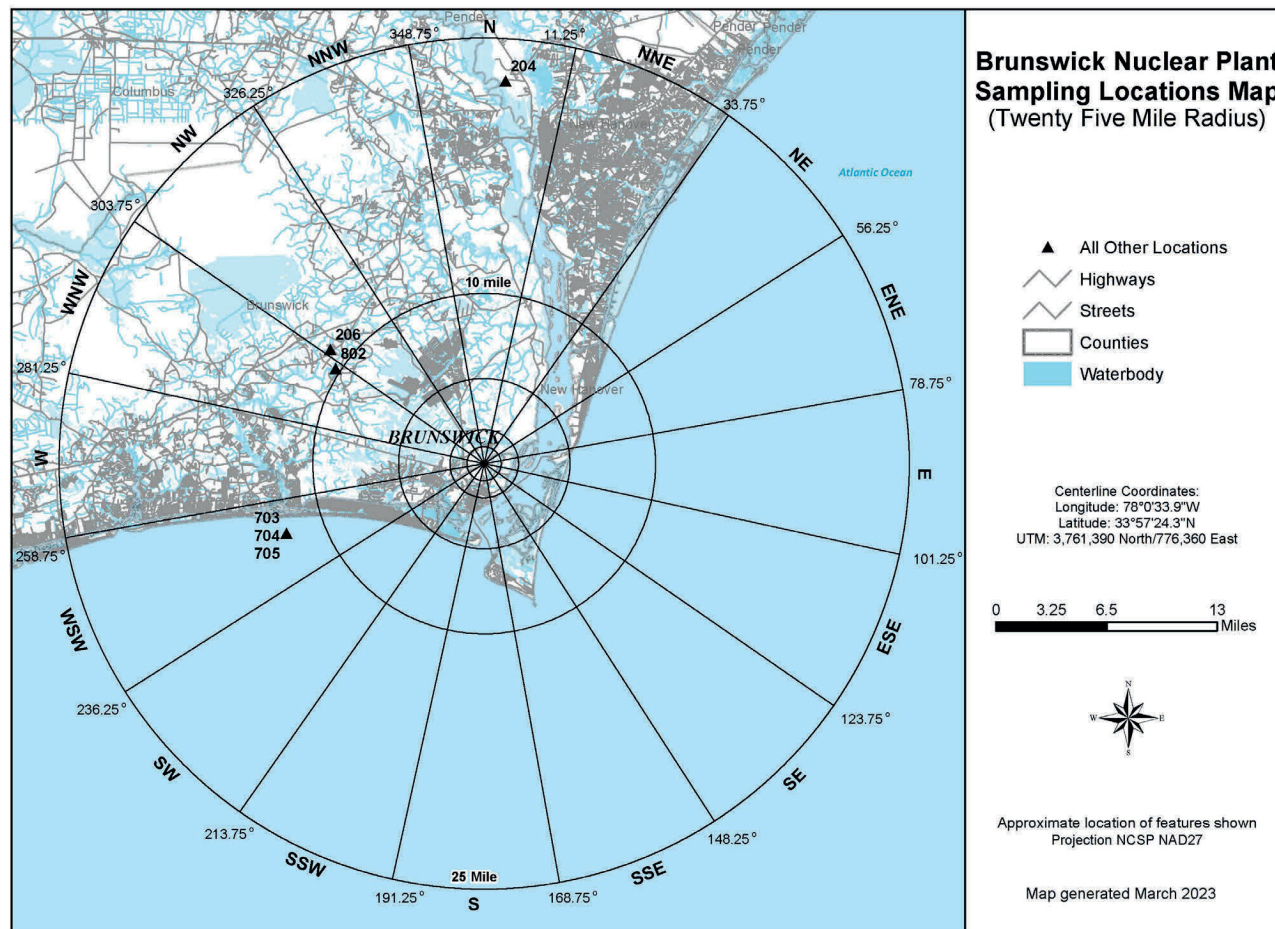 Brunswick Nuclear Plant
Sampling Locations Map
(Twenty Five Mile Radius)
All Other Locations
Highways
Streets
Counties
Waterbody
Centerline Coordinates:
Longitude: 78°0'33.9"W
Latitude: 33°57'24.3"N
UTM: 3,761,390 North/776,360 East
0 3.25 6.5 13
Miles
N
W E
S
Approximate location of features shown
Projection NCSP NAD27
Map generated March 2023
Pender
Pender Pender
Pender
N
348.75°
11.25°
NNW
NNE
204
Columbus
326.25°
33.75°
New Hanover
NW
NE
Atlantic Ocean
303.75°
56.25°
WNW
10 mile
ENE
Brunswick
206
802
281.25°
78.75°
New Hanover
BRUNSWICK
W
E
703
704
705
258.75°
101.25°
WSW
ESE
236.25°
123.75°
SW
SE
213.75°
148.25°
SSW
SSE
25 Mile
191.25°
168.75°
S